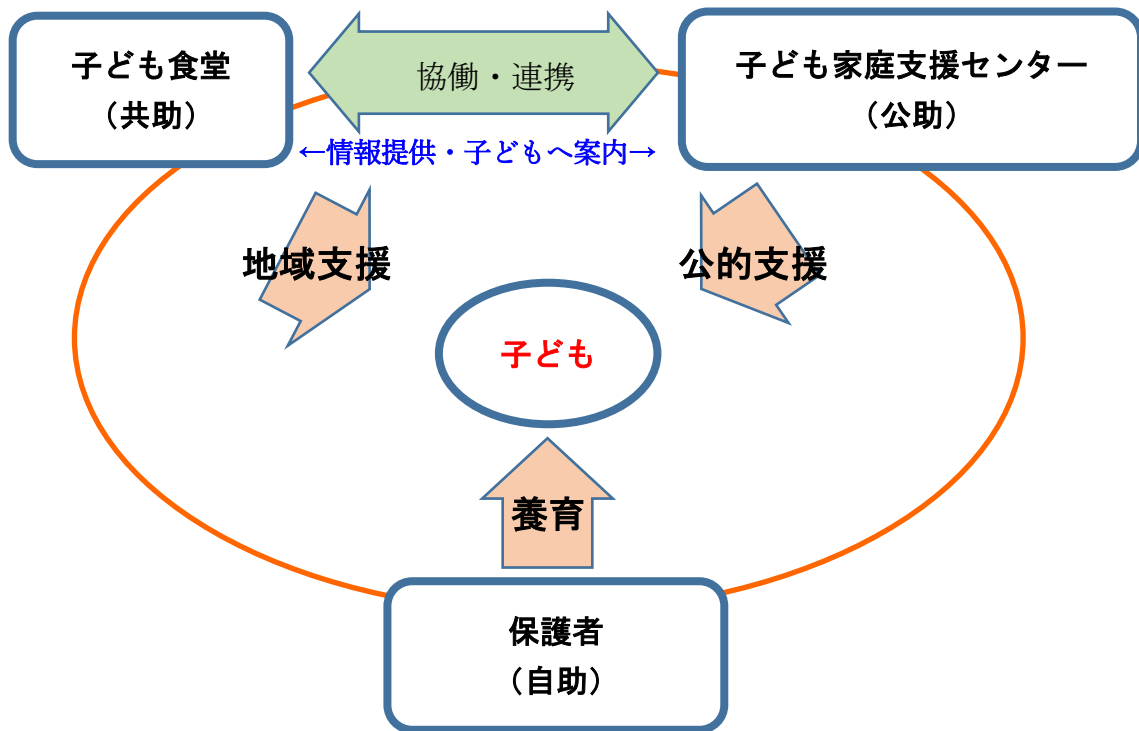 子ども食堂
（共助）
協働・連携
子ども家庭支援センター
（公助）
←情報提供・子どもへ案内→
地域支援
公的支援
子ども
養育
保護者
（自助）